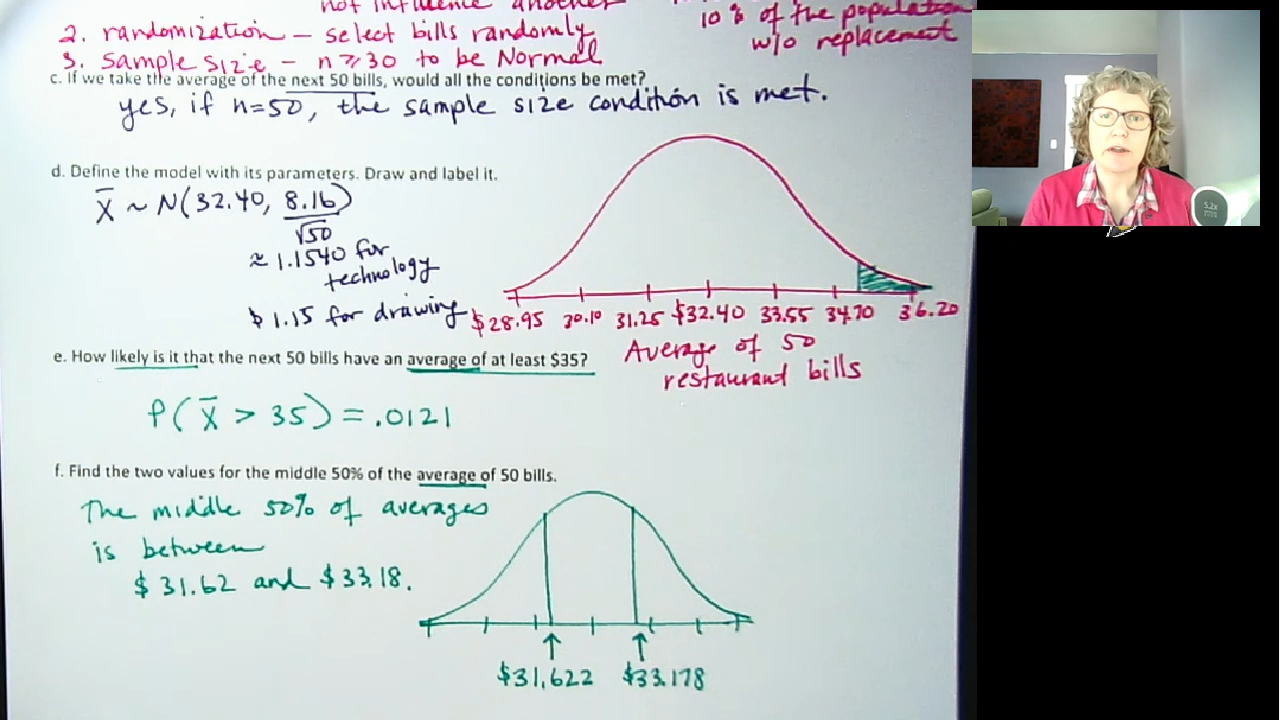 not influence another
10% of the population
w/o replacement
2. randomization – select bills randomly
3. sample size – n ≥ 30 to be Normal
c. If we take the average of the next 50 bills, would all the conditions be met?
yes, if n=50, the sample size condition is met.
d. Define the model with its parameters. Draw and label it.
X̄ ~ N(32.40, 8.16/√50)
≈ 1.1540 for
technology
$1.15 for drawing
$28.95 30.10 31.25 $32.40 33.55 34.70 36.20
Average of 50
restaurant bills
e. How likely is it that the next 50 bills have an average of at least $35?
P(X̄ > 35) = .0121
f. Find the two values for the middle 50% of the average of 50 bills.
The middle 50% of averages
is between
$31.62 and $33.18.
$31,622 $33.178